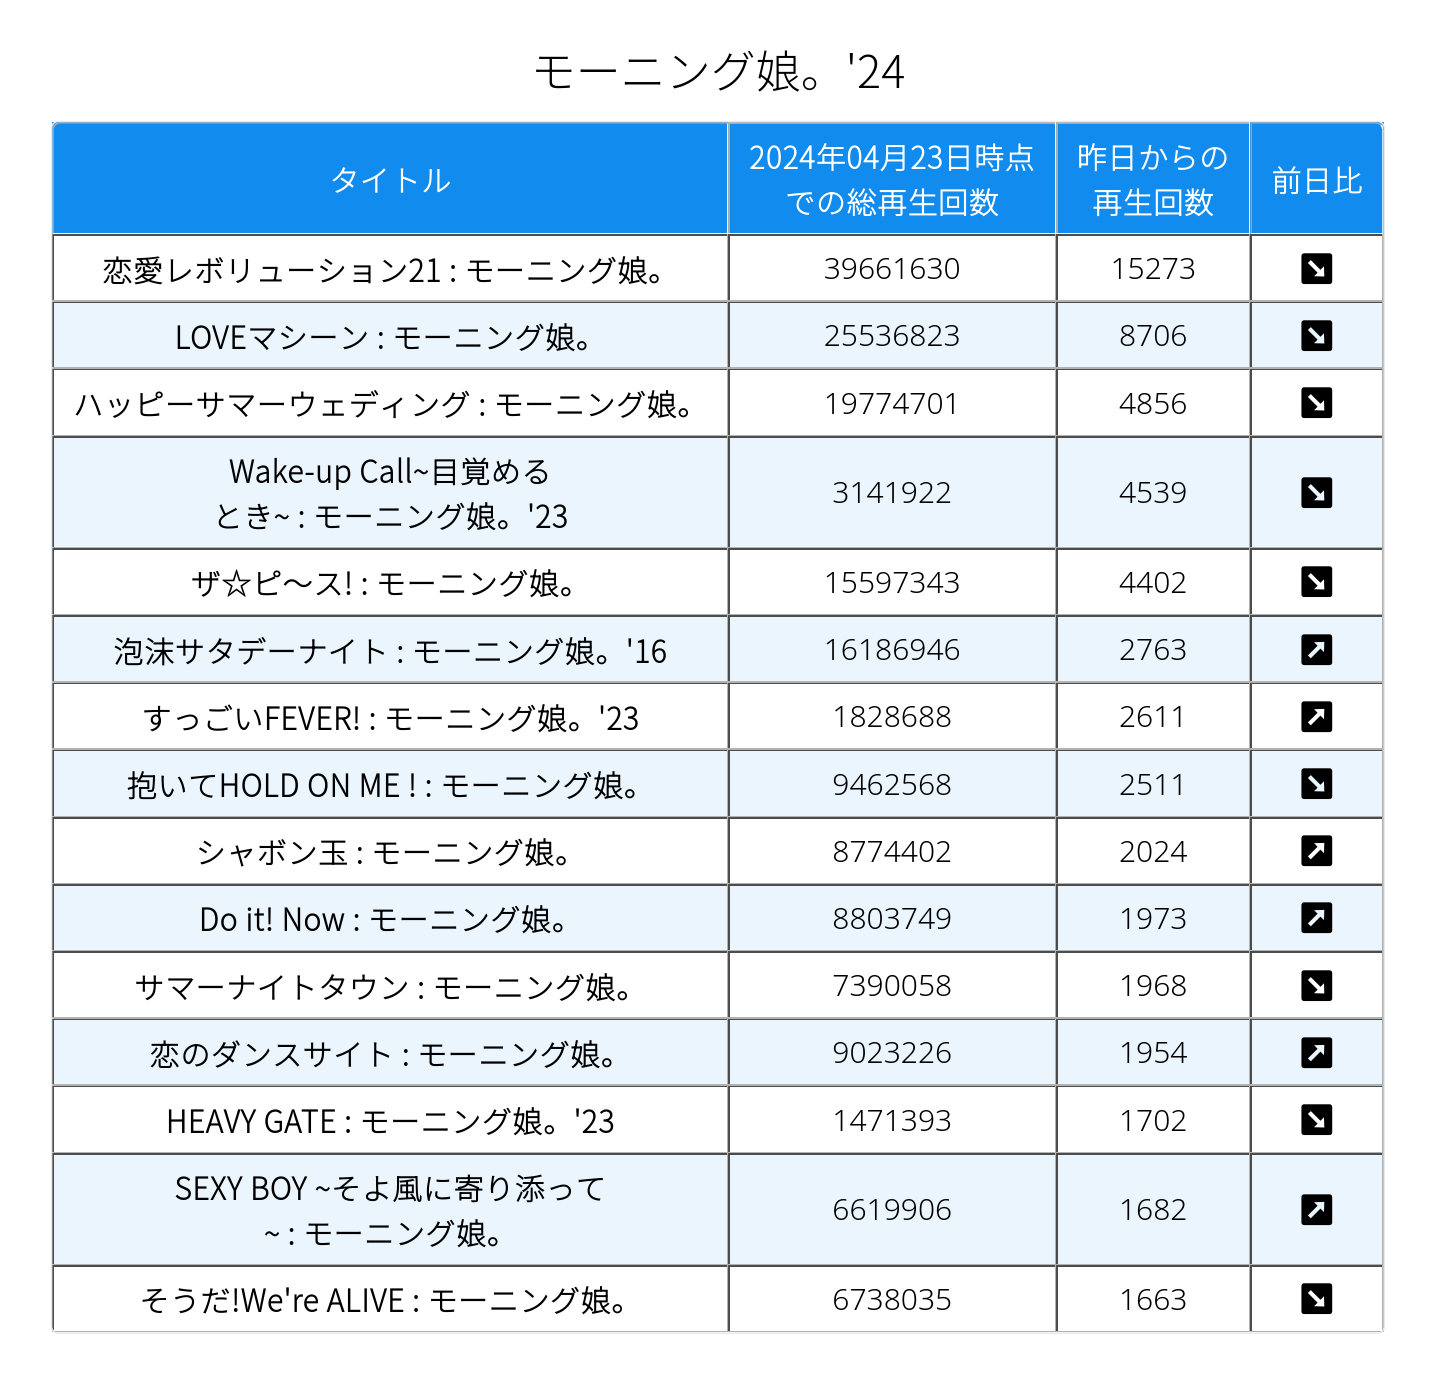 モーニング娘。'24
タイトル
2024年04月23日時点
での総再生回数
昨日からの
再生回数
前日比
恋愛レボリューション21 : モーニング娘。 39661630 15273
LOVEマシーン : モーニング娘。 25536823 8706
ハッピーサマーウェディング : モーニング娘。 19774701 4856
Wake-up Call~目覚める
とき~ : モーニング娘。'23 3141922 4539
ザ☆ピ～ス! : モーニング娘。 15597343 4402
泡沫サタデーナイト : モーニング娘。'16 16186946 2763
すっごいFEVER! : モーニング娘。'23 1828688 2611
抱いてHOLD ON ME ! : モーニング娘。 9462568 2511
シャボン玉 : モーニング娘。 8774402 2024
Do it! Now : モーニング娘。 8803749 1973
サマーナイトタウン : モーニング娘。 7390058 1968
恋のダンスサイト : モーニング娘。 9023226 1954
HEAVY GATE : モーニング娘。'23 1471393 1702
SEXY BOY ~そよ風に寄り添って
~ : モーニング娘。 6619906 1682
そうだ!We're ALIVE : モーニング娘。 6738035 1663